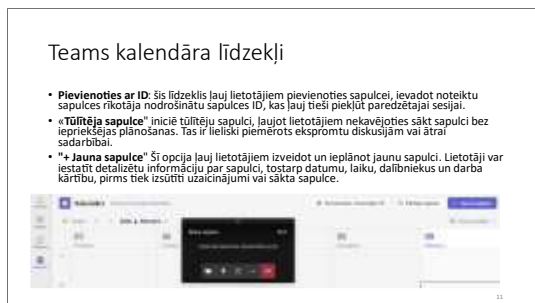 Teams kalendāra līdzekļi
• Pievienoties ar ID: šis līdzeklis ļauj lietotājiem pievienoties sapulcei, ievadot noteiktu
sapulces rīkotāja nodrošinātu sapulces ID, kas ļauj tieši piekļūt paredzētajai sesijai.
• «Tūlītēja sapulce" iniciē tūlītēju sapulci, ļaujot lietotājiem nekavējoties sākt sapulci bez
iepriekšējas plānošanas. Tas ir lieliski piemērots ekspromtu diskusijām vai ātrai
sadarbībai.
• "+ Jauna sapulce" Šī opcija ļauj lietotājiem izveidot un ieplānot jaunu sapulci. Lietotāji var
iestatīt detalizētu informāciju par sapulci, tostarp datumu, laiku, dalībniekus un darba
kārtību, pirms tiek izsūtīti uzaicinājumi vai sākta sapulce.
11